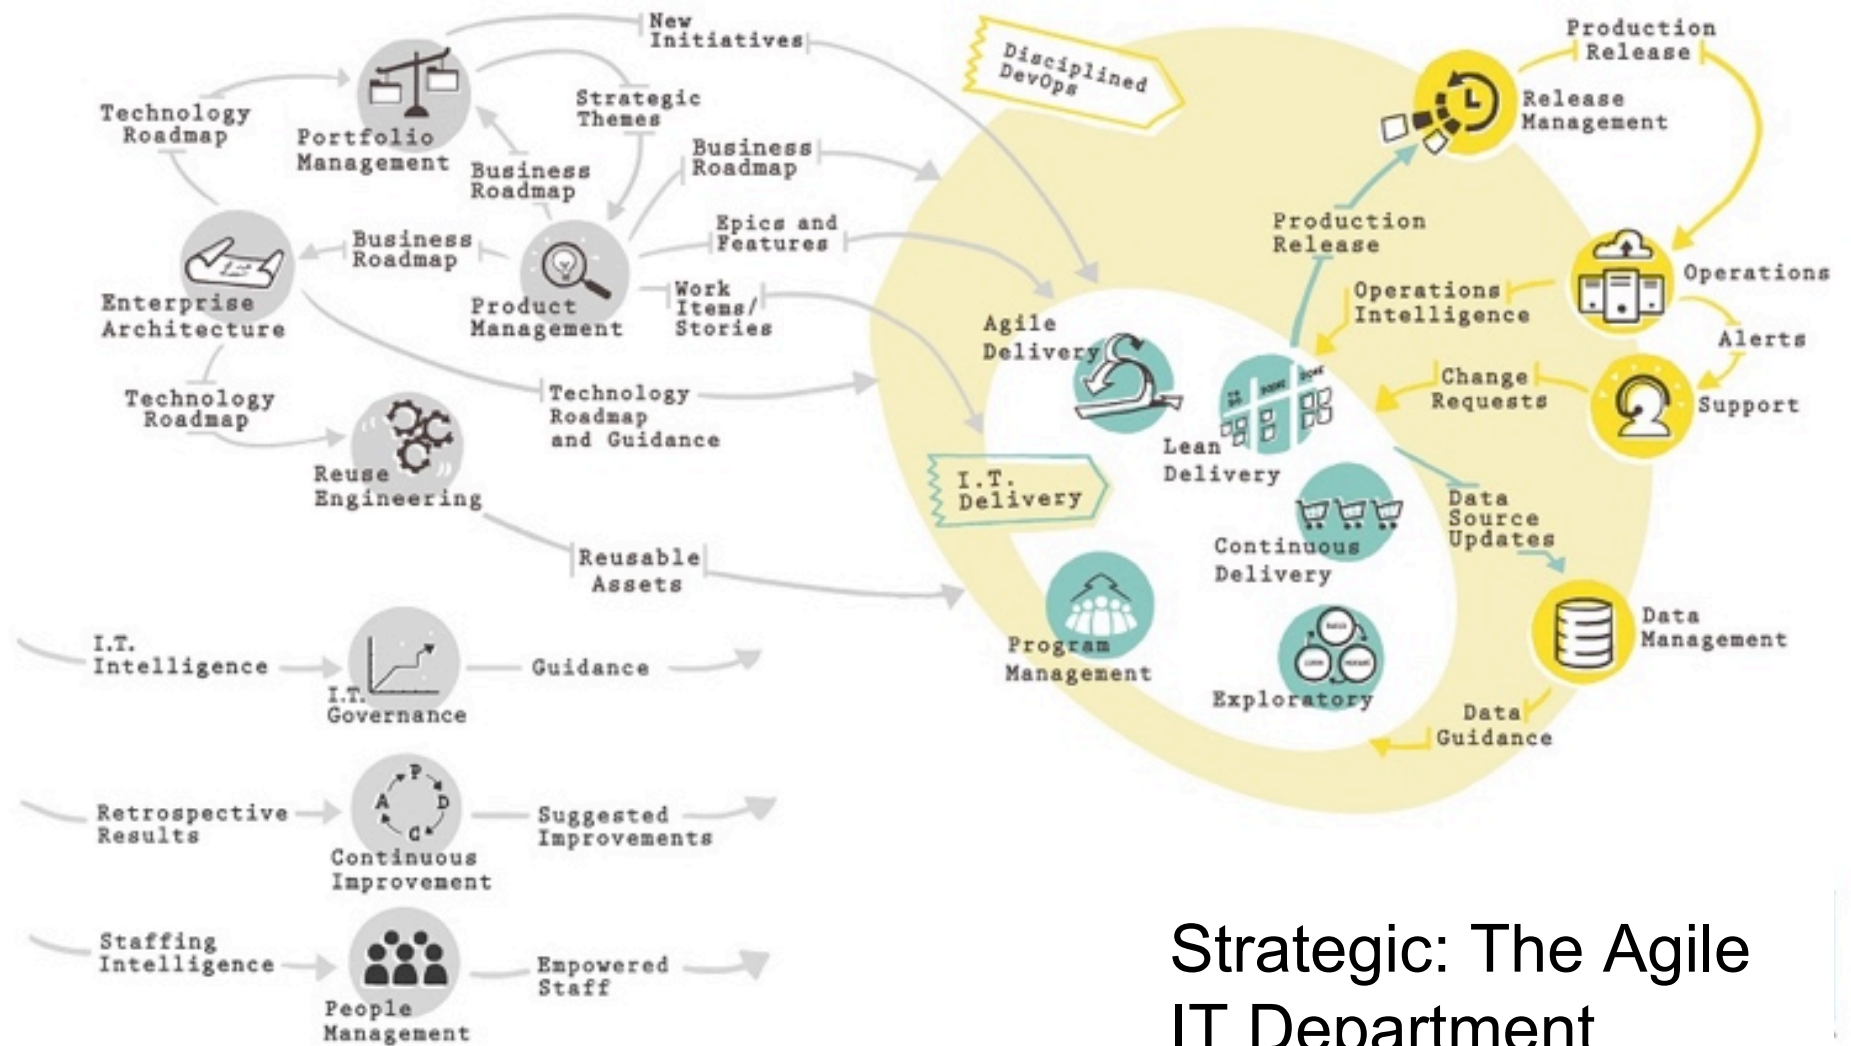 New
Initiatives
Technology
Roadmap
Portfolio
Management
Strategic
Themes
Business
Roadmap
Business
Roadmap
Business
Roadmap
Epics and
Features
Work
Items/
Stories
Enterprise
Architecture
Product
Management
Technology
Roadmap
Technology
Roadmap
and Guidance
Reuse
Engineering
Reusable
Assets
I.T.
Intelligence
I.T.
Governance
Guidance
Retrospective
Results
P
A
D
C
Continuous
Improvement
Suggested
Improvements
Staffing
Intelligence
People
Management
Empowered
Staff
Disciplined
DevOps
Production
Release
Release
Management
Production
Release
Operations
Operations
Intelligence
Alerts
Change
Requests
Support
Agile
Delivery
TO
DO
DOING
DONE
Lean
Delivery
I.T.
Delivery
Continuous
Delivery
Data
Source
Updates
Program
Management
Exploratory
Data
Management
Data
Guidance
Strategic: The Agile
IT Department